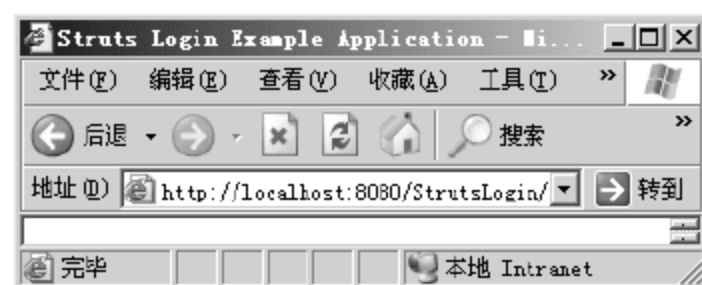 Struts Login Example Application - Mi...
文件(F) 编辑(E) 查看(V) 收藏(A) 工具(T) »
后退 搜索 »
地址(D) http://localhost:8080/StrutsLogin/ 转到
完毕 本地 Intranet